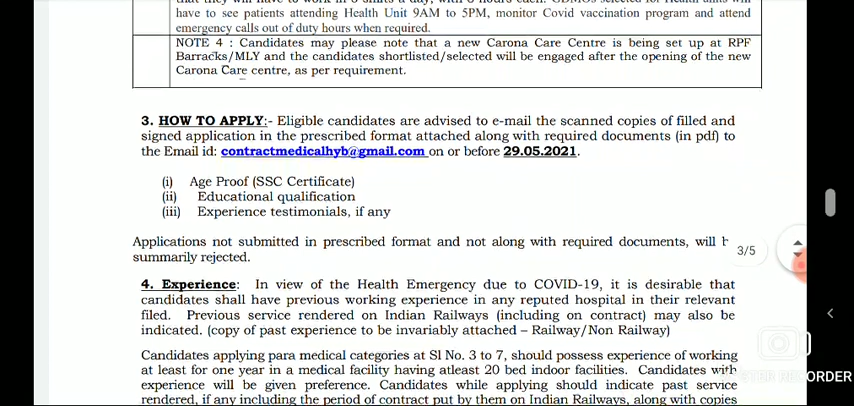 have to see patients attending Health Unit 9AM to 5PM, monitor Covid vaccination program and attend
emergency calls out of duty hours when required.
NOTE 4 : Candidates may please note that a new Carona Care Centre is being set up at RPF
Barracks/MLY and the candidates shortlisted/selected will be engaged after the opening of the new
Carona Care centre, as per requirement.
3. HOW TO APPLY:- Eligible candidates are advised to e-mail the scanned copies of filled and
signed application in the prescribed format attached along with required documents (in pdf) to
the Email id: contractmedicalhyb@gmail.com on or before 29.05.2021.
(i) Age Proof (SSC Certificate)
(ii) Educational qualification
(iii) Experience testimonials, if any
Applications not submitted in prescribed format and not along with required documents, will
summarily rejected.
3/5
4. Experience: In view of the Health Emergency due to COVID-19, it is desirable that
candidates shall have previous working experience in any reputed hospital in their relevant
filed. Previous service rendered on Indian Railways (including on contract) may also be
indicated. (copy of past experience to be invariably attached – Railway/Non Railway)
Candidates applying para medical categories at Sl No. 3 to 7, should possess experience of working
at least for one year in a medical facility having atleast 20 bed indoor facilities. Candidates with
experience will be given preference. Candidates while applying should indicate past service
rendered, if any including the period of contract put by them on Indian Railways, along with copies
RECORDER